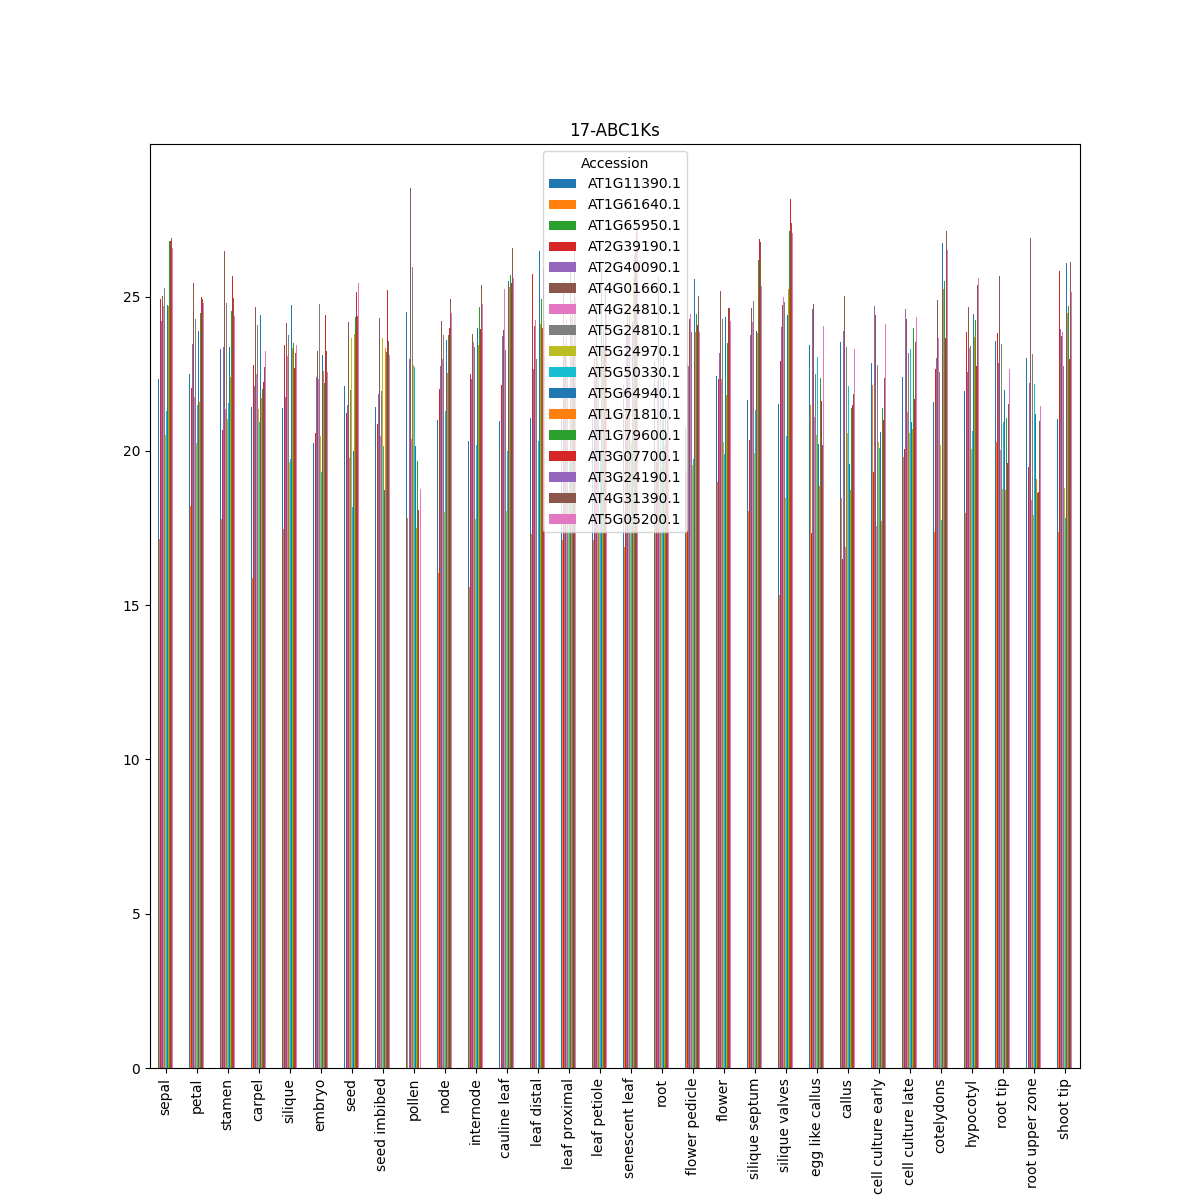 17-ABC1Ks
Accession
AT1G11390.1
AT1G61640.1
AT1G65950.1
AT2G39190.1
AT2G40090.1
AT4G01660.1
AT4G24810.1
AT5G24810.1
AT5G24970.1
AT5G50330.1
AT5G64940.1
AT1G71810.1
AT1G79600.1
AT3G07700.1
AT3G24190.1
AT4G31390.1
AT5G05200.1
25
20
15
10
5
0
sepal
petal
stamen
carpel
silique
embryo
seed
seed imbibed
pollen
node
internode
cauline leaf
leaf distal
leaf proximal
leaf petiole
senescent leaf
root
flower pedicle
flower
silique septum
silique valves
egg like callus
callus
cell culture early
cell culture late
cotelydons
hypocotyl
root tip
root upper zone
shoot tip